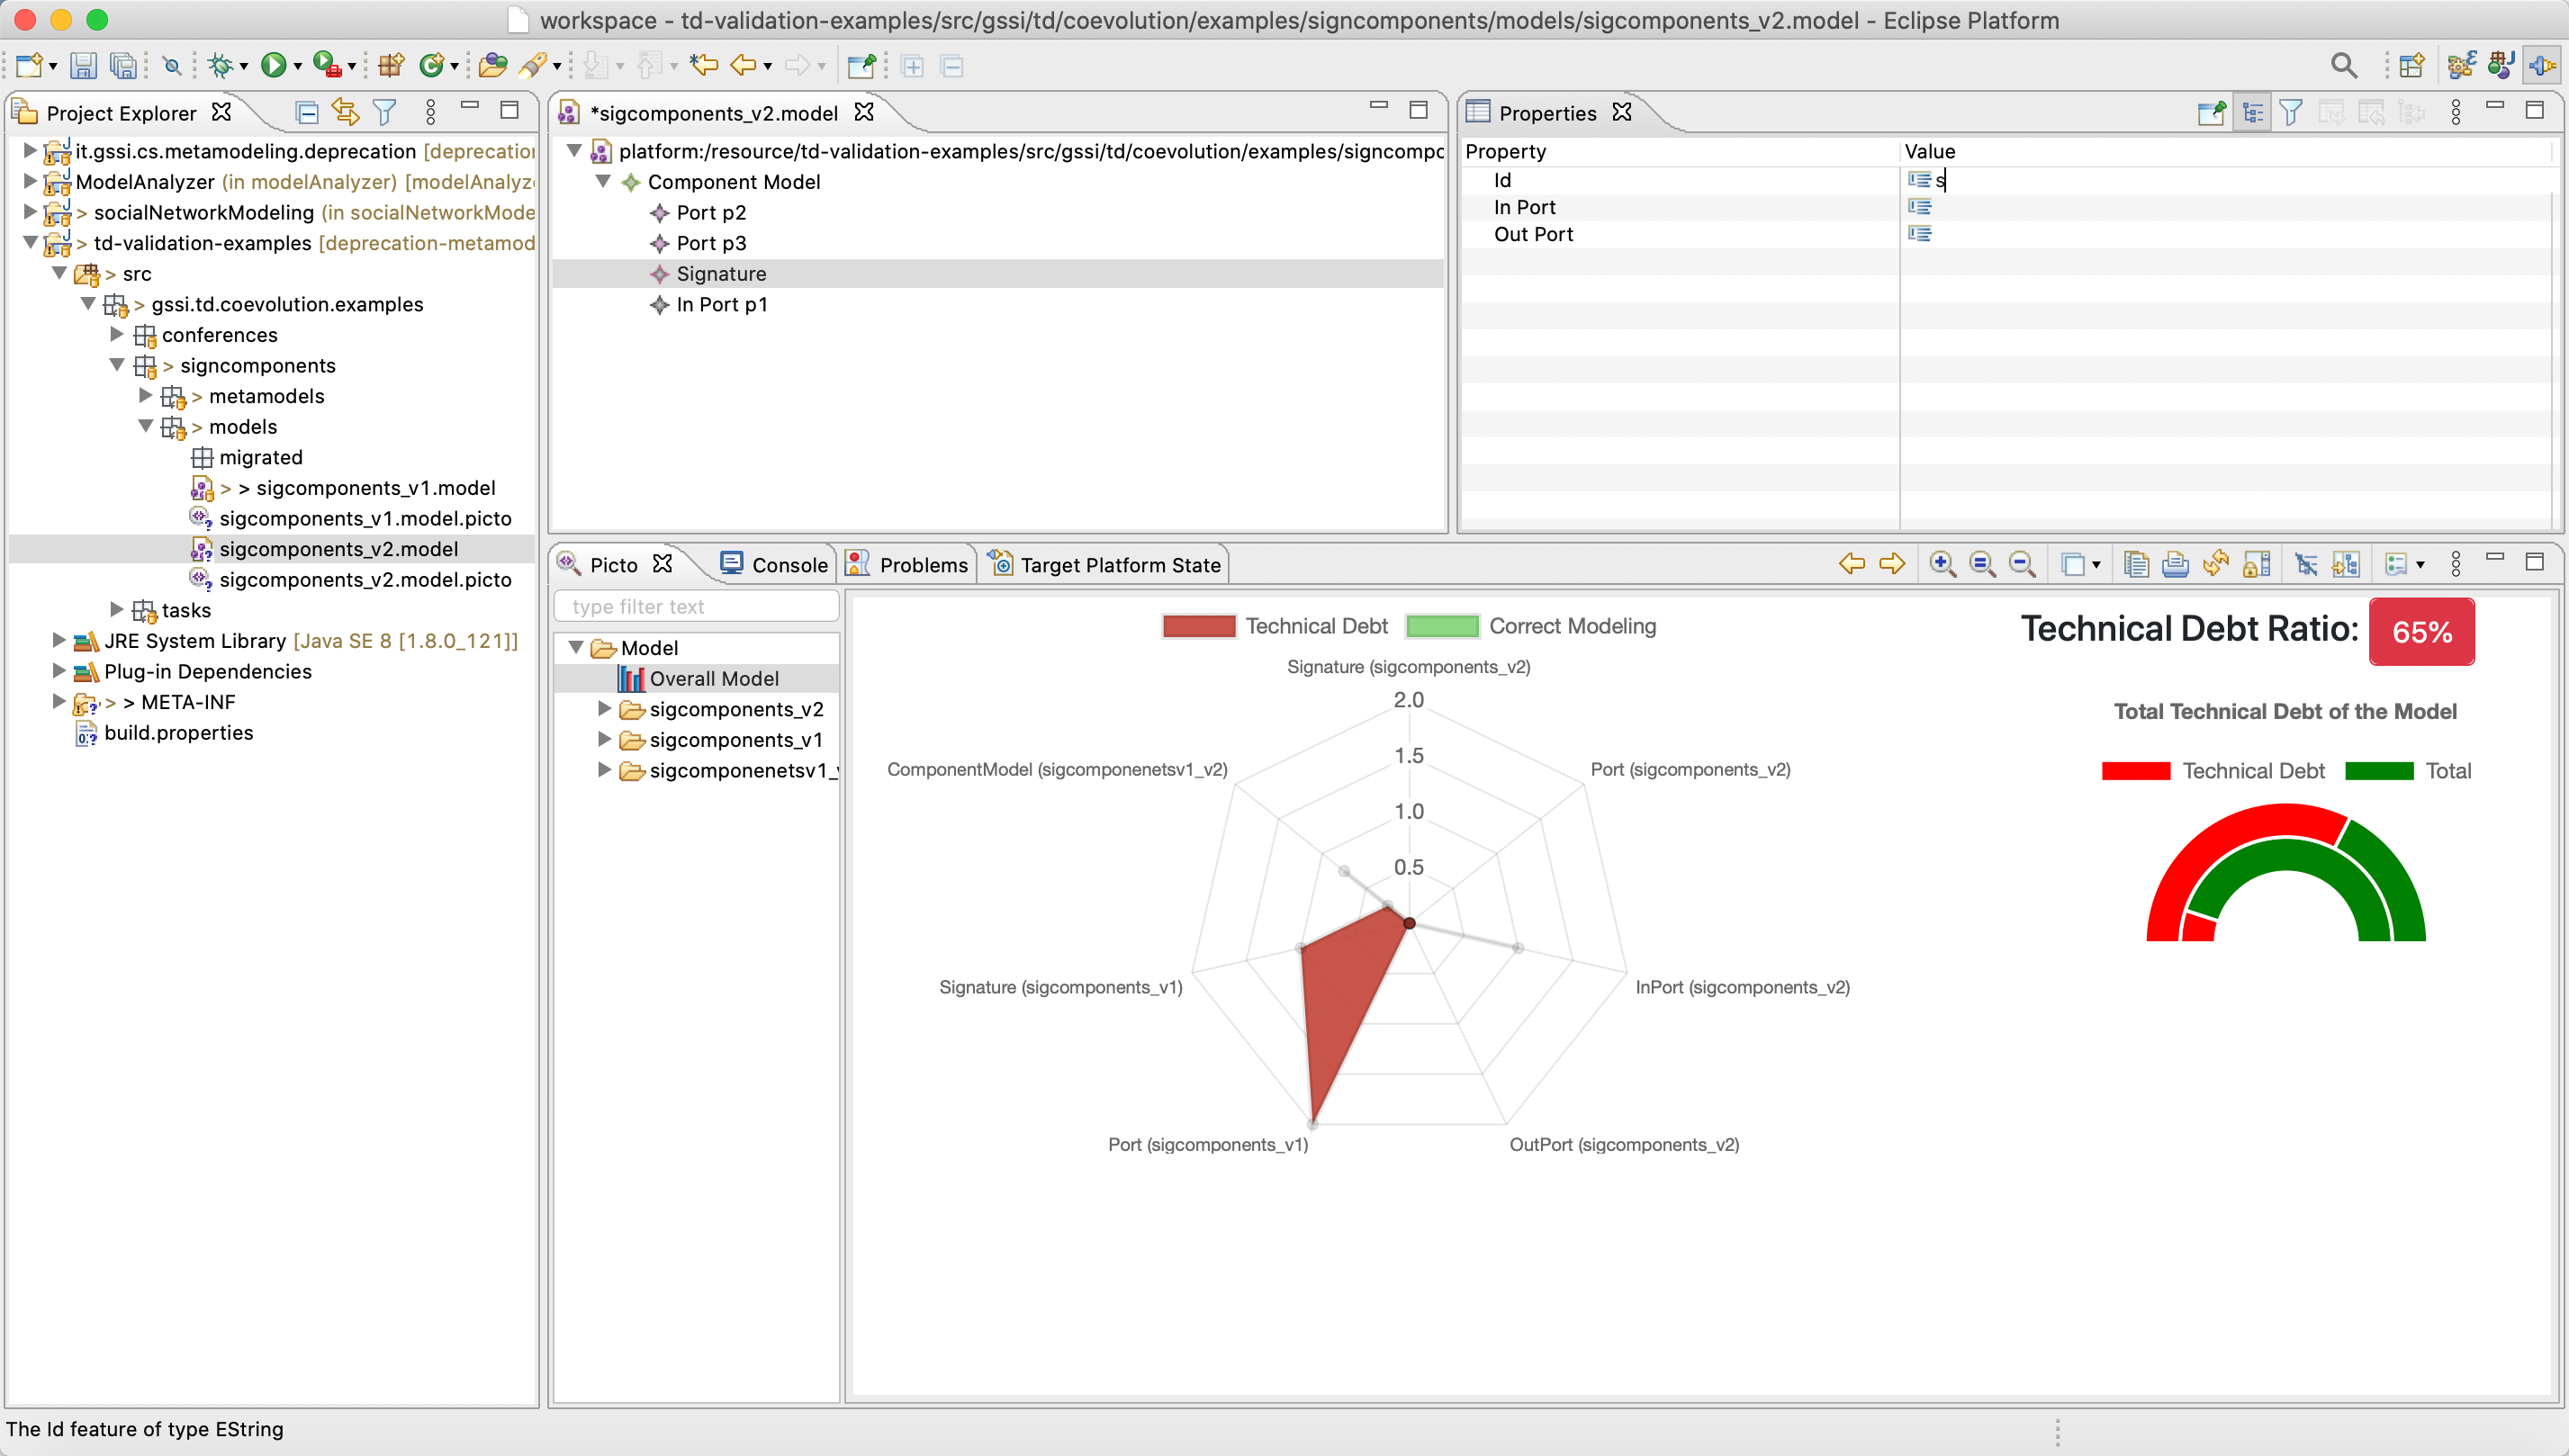 workspace - td-validation-examples/src/gssi/td/coevolution/examples/signcomponents/models/sigcomponents_v2.model - Eclipse Platform
Project Explorer
it.gssi.cs.metamodeling.deprecation [deprecation
ModelAnalyzer (in modelAnalyzer) [modelAnalyz
> socialNetworkModeling (in socialNetworkMode
> td-validation-examples [deprecation-metamod
> src
> gssi.td.coevolution.examples
conferences
> signcomponents
> metamodels
> models
migrated
> > sigcomponents_v1.model
sigcomponents_v1.model.picto
sigcomponents_v2.model
sigcomponents_v2.model.picto
tasks
JRE System Library [Java SE 8 [1.8.0_121]]
Plug-in Dependencies
> > META-INF
build.properties
*sigcomponents_v2.model
platform:/resource/td-validation-examples/src/gssi/td/coevolution/examples/signcompo
Component Model
Port p2
Port p3
Signature
In Port p1
Properties
Property Value
Id s
In Port
Out Port
Picto Console Problems Target Platform State
type filter text
Model
Overall Model
sigcomponents_v2
sigcomponents_v1
sigcomponenetsv1_v
Technical Debt Correct Modeling
Signature (sigcomponents_v2)
2.0
1.5
ComponentModel (sigcomponenetsv1_v2) Port (sigcomponents_v2)
1.0
0.5
Signature (sigcomponents_v1) InPort (sigcomponents_v2)
Port (sigcomponents_v1) OutPort (sigcomponents_v2)
Technical Debt Ratio: 65%
Total Technical Debt of the Model
Technical Debt Total
The Id feature of type EString